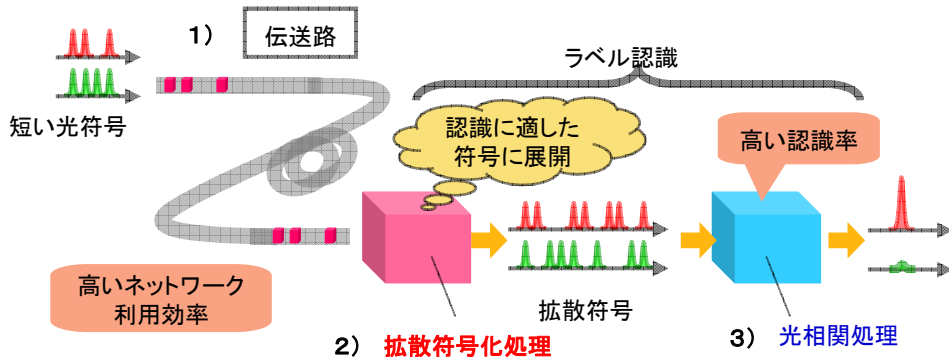 1）
伝送路
ラベル認識
短い光符号
認識に適した
符号に展開
高い認識率
高いネットワーク
利用効率
拡散符号
2） 拡散符号化処理
3） 光相関処理